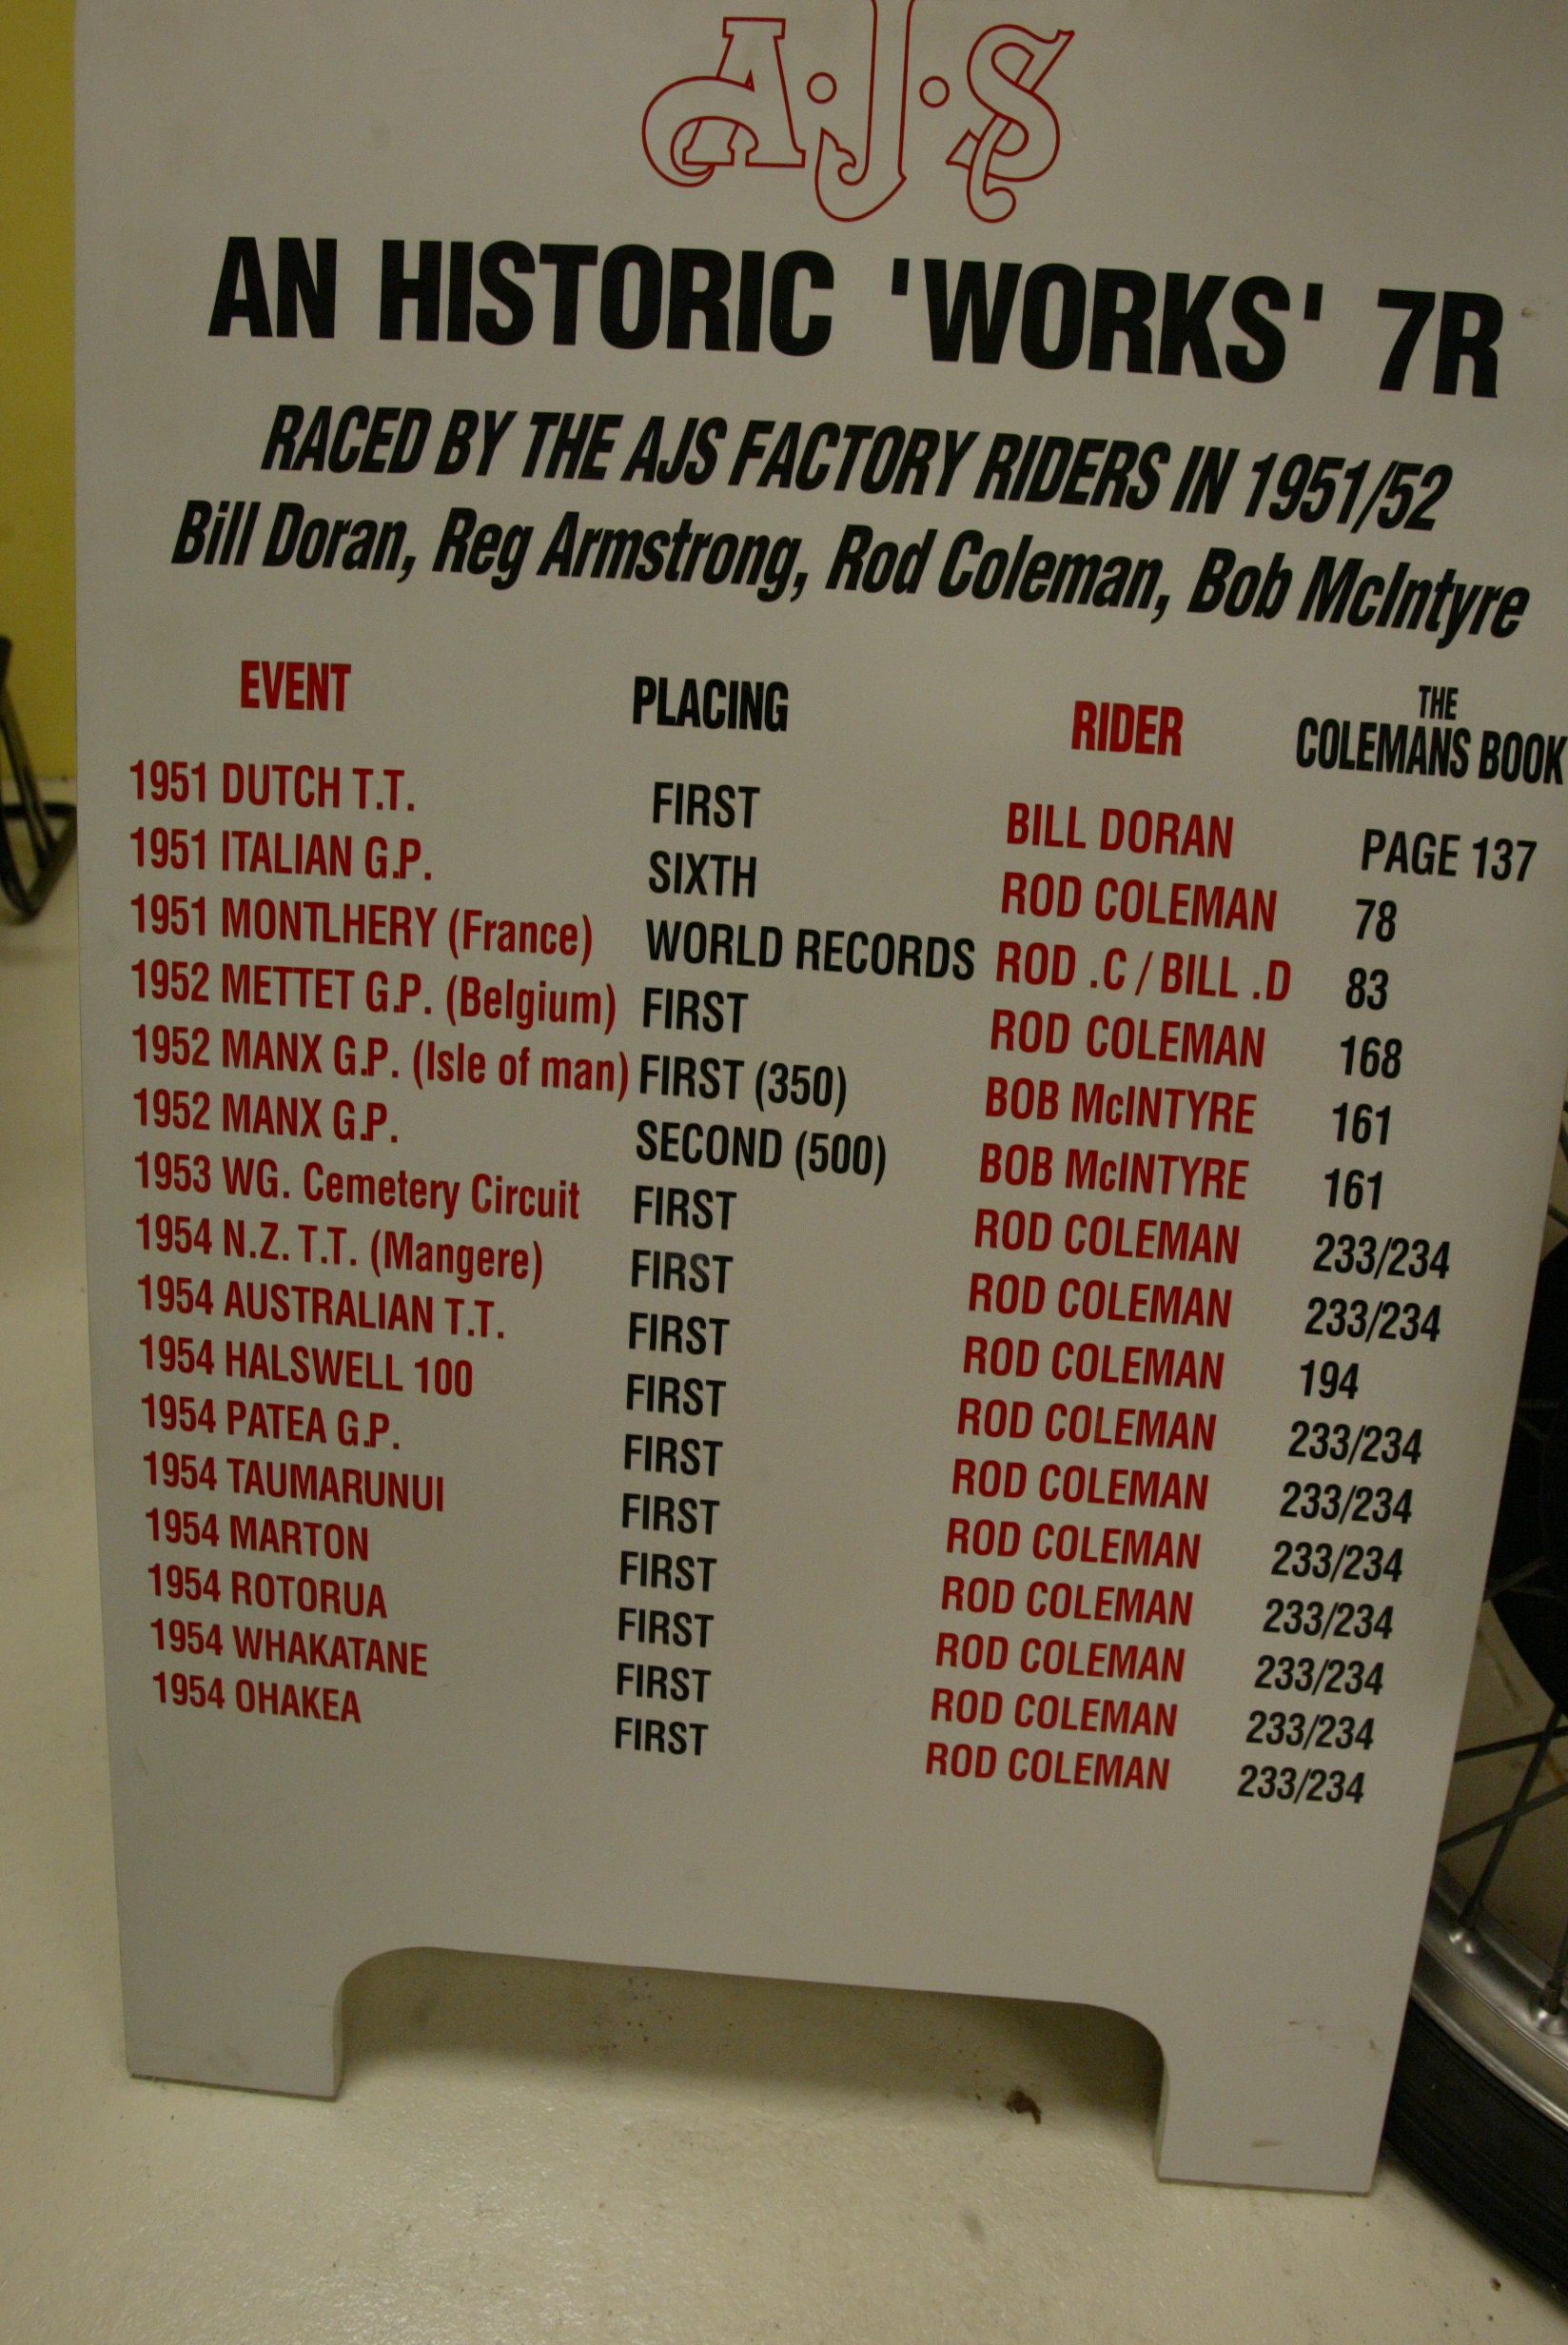 A.J.S
AN HISTORIC 'WORKS' 7R
RACED BY THE AJS FACTORY RIDERS IN 1951/52
Bill Doran, Reg Armstrong, Rod Coleman, Bob McIntyre
EVENT PLACING RIDER THE COLEMANS BOOK
1951 DUTCH T.T. FIRST BILL DORAN PAGE 137
1951 ITALIAN G.P. SIXTH ROD COLEMAN 78
1951 MONTLHERY (France) WORLD RECORDS ROD .C / BILL .D 83
1952 METTET G.P. (Belgium) FIRST ROD COLEMAN 168
1952 MANX G.P. (Isle of man) FIRST (350) BOB McINTYRE 161
1952 MANX G.P. SECOND (500) BOB McINTYRE 161
1953 WG. Cemetery Circuit FIRST ROD COLEMAN 233/234
1954 N.Z. T.T. (Mangere) FIRST ROD COLEMAN 233/234
1954 AUSTRALIAN T.T. FIRST ROD COLEMAN 194
1954 HALSWELL 100 FIRST ROD COLEMAN 233/234
1954 PATEA G.P. FIRST ROD COLEMAN 233/234
1954 TAUMARUNUI FIRST ROD COLEMAN 233/234
1954 MARTON FIRST ROD COLEMAN 233/234
1954 ROTORUA FIRST ROD COLEMAN 233/234
1954 WHAKATANE FIRST ROD COLEMAN 233/234
1954 OHAKEA FIRST ROD COLEMAN 233/234